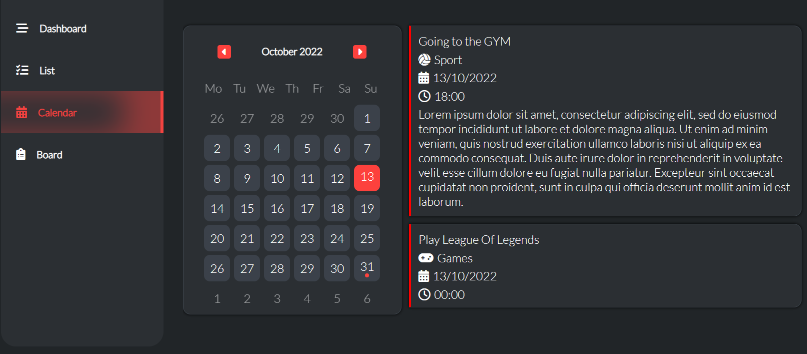 Dashboard
List
Calendar
Board
October 2022
Mo Tu We Th Fr Sa Su
26 27 28 29 30 1
2 3 4 5 6 7
8 9 10 11 12 13
14 15 16 17 18 19
20 21 22 23 24 25
26 27 28 29 30 31
1 2 3 4 5 6
Going to the GYM
Sport
13/10/2022
18:00
Lorem ipsum dolor sit amet, consectetur adipiscing elit, sed do eiusmod
tempor incididunt ut labore et dolore magna aliqua. Ut enim ad minim
veniam, quis nostrud exercitation ullamco laboris nisi ut aliquip ex ea
commodo consequat. Duis aute irure dolor in reprehenderit in voluptate
velit esse cillum dolore eu fugiat nulla pariatur. Excepteur sint occaecat
cupidatat non proident, sunt in culpa qui officia deserunt mollit anim id est
laborum.
Play League Of Legends
Games
13/10/2022
00:00